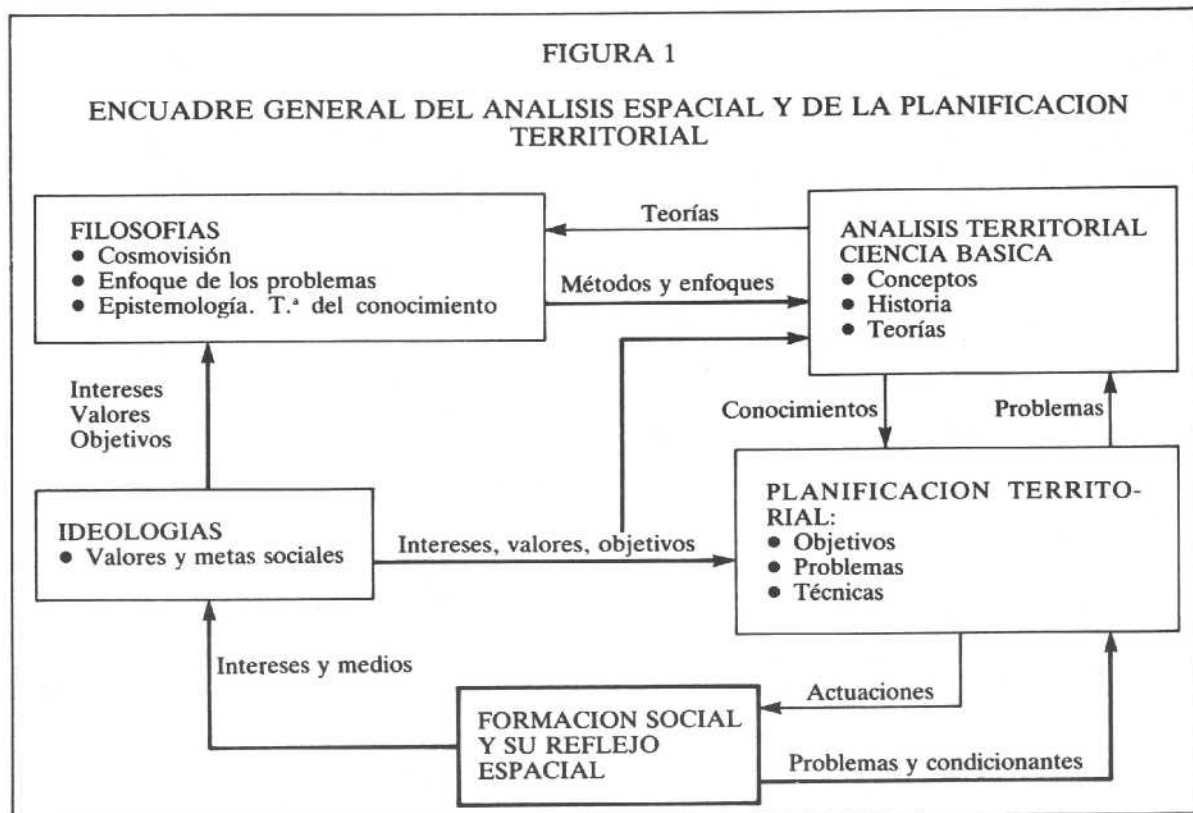 FIGURA 1
ENCUADRE GENERAL DEL ANALISIS ESPACIAL Y DE LA PLANIFICACION
TERRITORIAL
FILOSOFIAS
● Cosmovisión
● Enfoque de los problemas
● Epistemología. T.ª del conocimiento
Teorías
Métodos y enfoques
ANALISIS TERRITORIAL
CIENCIA BASICA
● Conceptos
● Historia
● Teorías
Intereses
Valores
Objetivos
Conocimientos
Problemas
IDEOLOGIAS
● Valores y metas sociales
Intereses, valores, objetivos
PLANIFICACION TERRITO-
RIAL:
● Objetivos
● Problemas
● Técnicas
Intereses y medios
Actuaciones
FORMACION SOCIAL
Y SU REFLEJO
ESPACIAL
Problemas y condicionantes